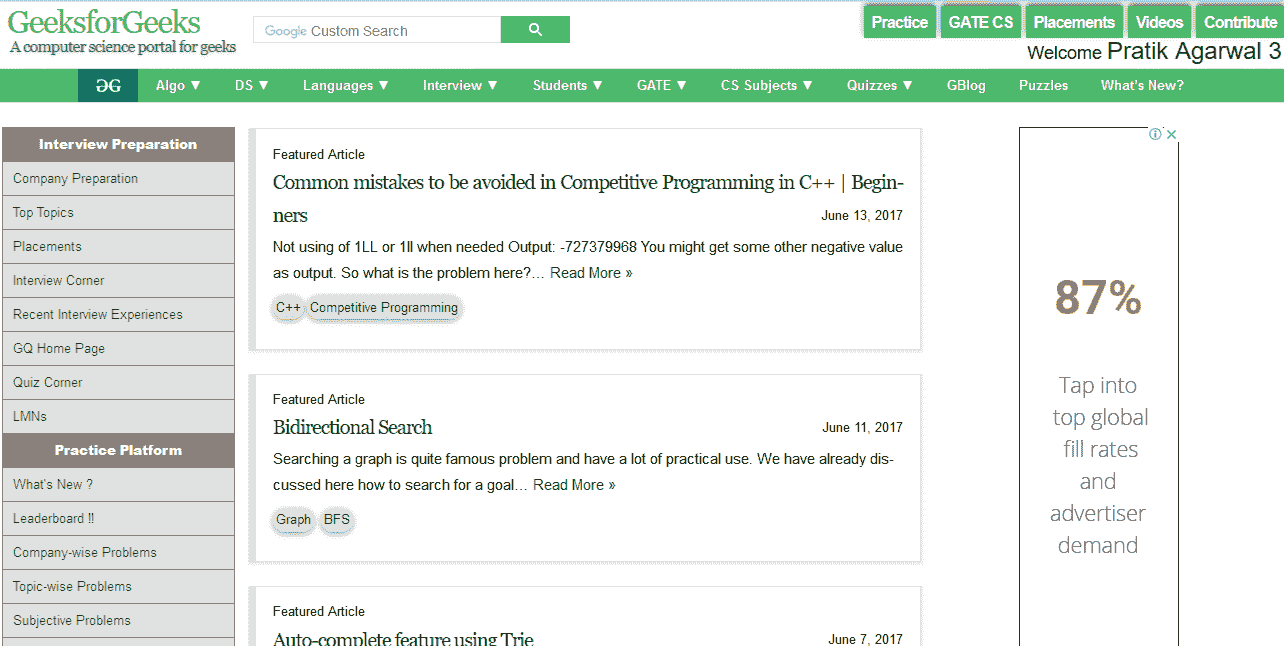 GeeksforGeeks
A computer science portal for geeks
Google Custom Search
Practice GATE CS Placements Videos Contribute
Welcome Pratik Agarwal 3
GG Algo ▼ DS ▼ Languages ▼ Interview ▼ Students ▼ GATE ▼ CS Subjects ▼ Quizzes ▼ GBlog Puzzles What's New?
Interview Preparation
Company Preparation
Top Topics
Placements
Interview Corner
Recent Interview Experiences
GQ Home Page
Quiz Corner
LMNs
Practice Platform
What's New ?
Leaderboard !!
Company-wise Problems
Topic-wise Problems
Subjective Problems
Featured Article
Common mistakes to be avoided in Competitive Programming in C++ | Begin-
ners June 13, 2017
Not using of 1LL or 1ll when needed Output: -727379968 You might get some other negative value
as output. So what is the problem here?… Read More »
C++ Competitive Programming
Featured Article
Bidirectional Search June 11, 2017
Searching a graph is quite famous problem and have a lot of practical use. We have already dis-
cussed here how to search for a goal… Read More »
Graph BFS
Featured Article
Auto-complete feature using Trie June 7, 2017
87%
Tap into
top global
fill rates
and
advertiser
demand